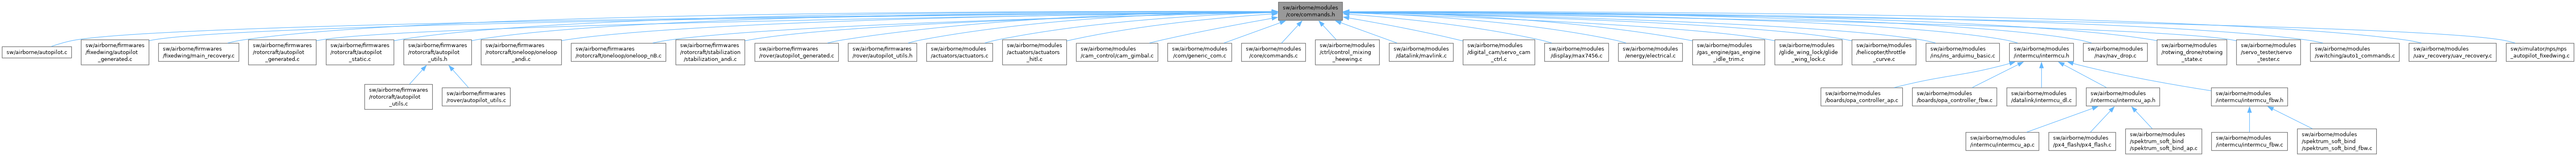 sw/airborne/modules
/core/commands.h
sw/airborne/autopilot.c
sw/airborne/firmwares
/fixedwing/autopilot
_generated.c
sw/airborne/firmwares
/fixedwing/main_recovery.c
sw/airborne/firmwares
/rotorcraft/autopilot
_generated.c
sw/airborne/firmwares
/rotorcraft/autopilot
_static.c
sw/airborne/firmwares
/rotorcraft/autopilot
_utils.h
sw/airborne/firmwares
/rotorcraft/oneloop/oneloop
_andi.c
sw/airborne/firmwares
/rotorcraft/oneloop/oneloop_nB.c
sw/airborne/firmwares
/rotorcraft/stabilization
/stabilization_andi.c
sw/airborne/firmwares
/rover/autopilot_generated.c
sw/airborne/firmwares
/rover/autopilot_utils.h
sw/airborne/modules
/actuators/actuators.c
sw/airborne/modules
/actuators/actuators
_hitl.c
sw/airborne/modules
/cam_control/cam_gimbal.c
sw/airborne/modules
/com/generic_com.c
sw/airborne/modules
/core/commands.c
sw/airborne/modules
/ctrl/control_mixing
_heewing.c
sw/airborne/modules
/datalink/mavlink.c
sw/airborne/modules
/digital_cam/servo_cam
_ctrl.c
sw/airborne/modules
/display/max7456.c
sw/airborne/modules
/energy/electrical.c
sw/airborne/modules
/gas_engine/gas_engine
_idle_trim.c
sw/airborne/modules
/glide_wing_lock/glide
_wing_lock.c
sw/airborne/modules
/helicopter/throttle
_curve.c
sw/airborne/modules
/ins/ins_arduimu_basic.c
sw/airborne/modules
/intermcu/intermcu.h
sw/airborne/modules
/nav/nav_drop.c
sw/airborne/modules
/rotwing_drone/rotwing
_state.c
sw/airborne/modules
/servo_tester/servo
_tester.c
sw/airborne/modules
/switching/auto1_commands.c
sw/airborne/modules
/uav_recovery/uav_recovery.c
sw/simulator/nps/nps
_autopilot_fixedwing.c
sw/airborne/firmwares
/rotorcraft/autopilot
_utils.c
sw/airborne/firmwares
/rover/autopilot_utils.c
sw/airborne/modules
/boards/opa_controller_ap.c
sw/airborne/modules
/boards/opa_controller_fbw.c
sw/airborne/modules
/datalink/intermcu_dl.c
sw/airborne/modules
/intermcu/intermcu_ap.h
sw/airborne/modules
/intermcu/intermcu_fbw.h
sw/airborne/modules
/intermcu/intermcu_ap.c
sw/airborne/modules
/px4_flash/px4_flash.c
sw/airborne/modules
/spektrum_soft_bind
/spektrum_soft_bind_ap.c
sw/airborne/modules
/intermcu/intermcu_fbw.c
sw/airborne/modules
/spektrum_soft_bind
/spektrum_soft_bind_fbw.c